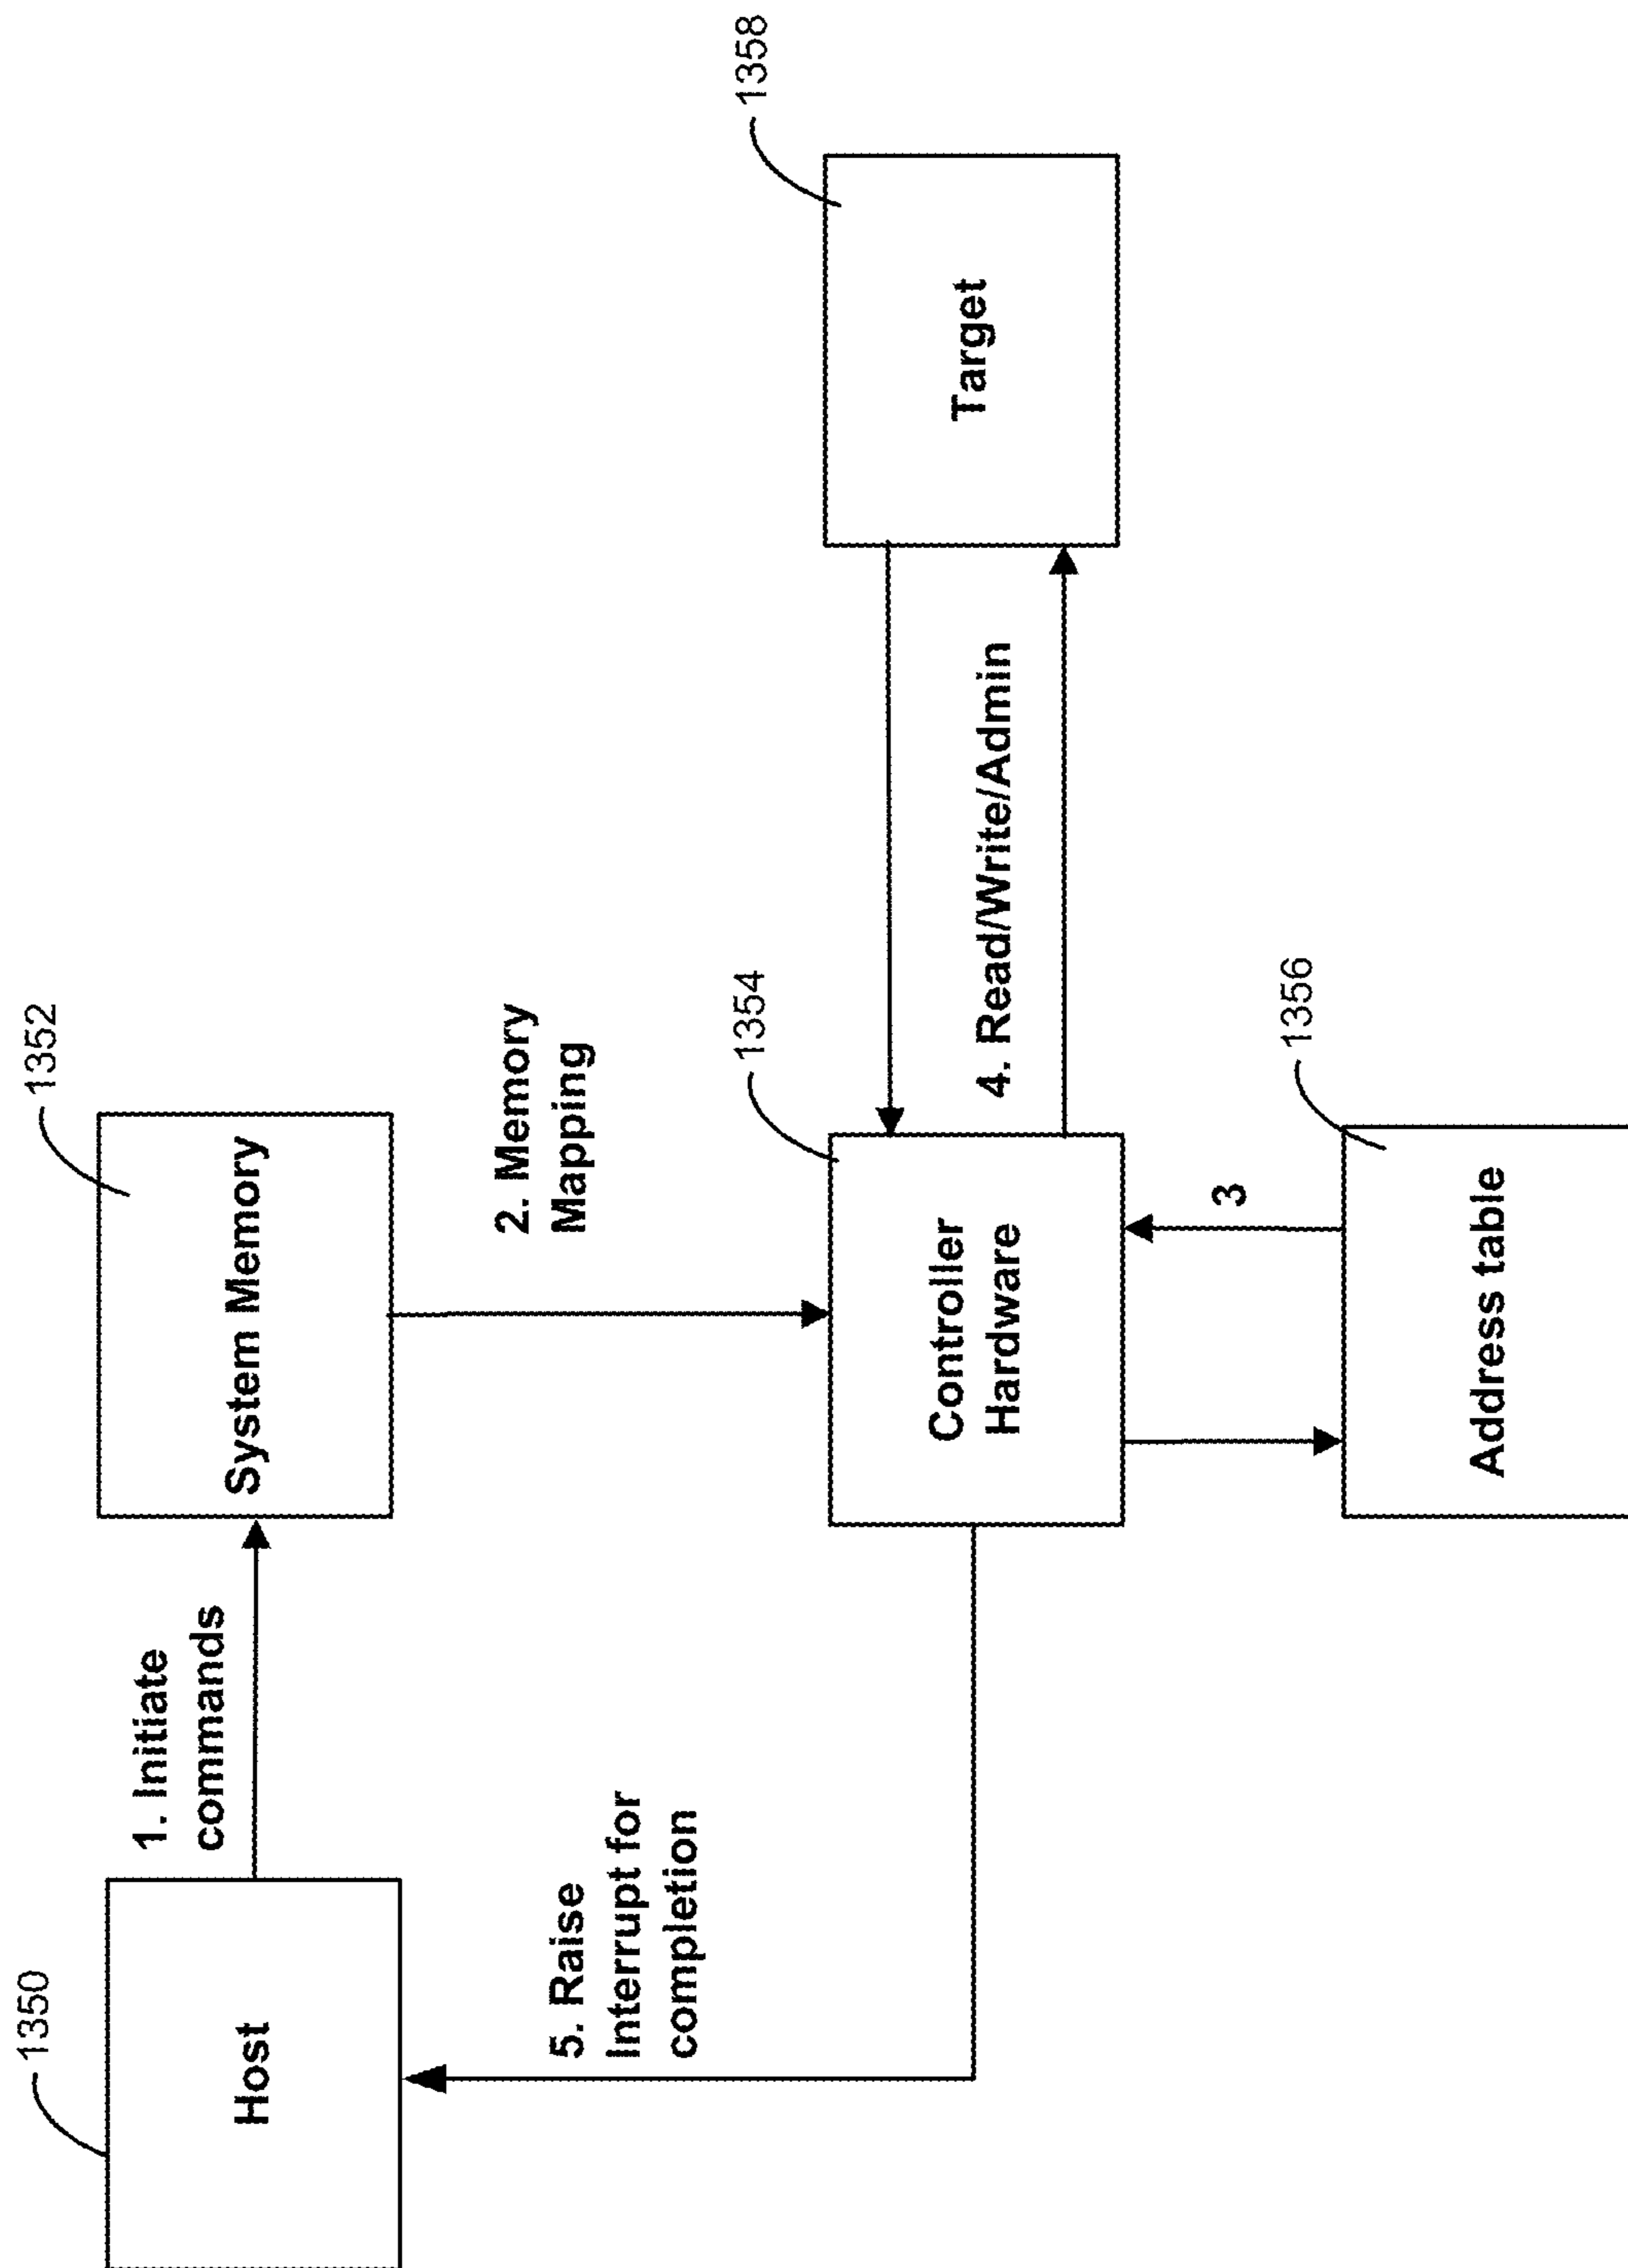 1350
Host
1. Initiate
commands
1352
System Memory
2. Memory
Mapping
5. Raise
Interrupt for
completion
1354
Controller
Hardware
4. Read/Write/Admin
1358
Target
3
1356
Address table